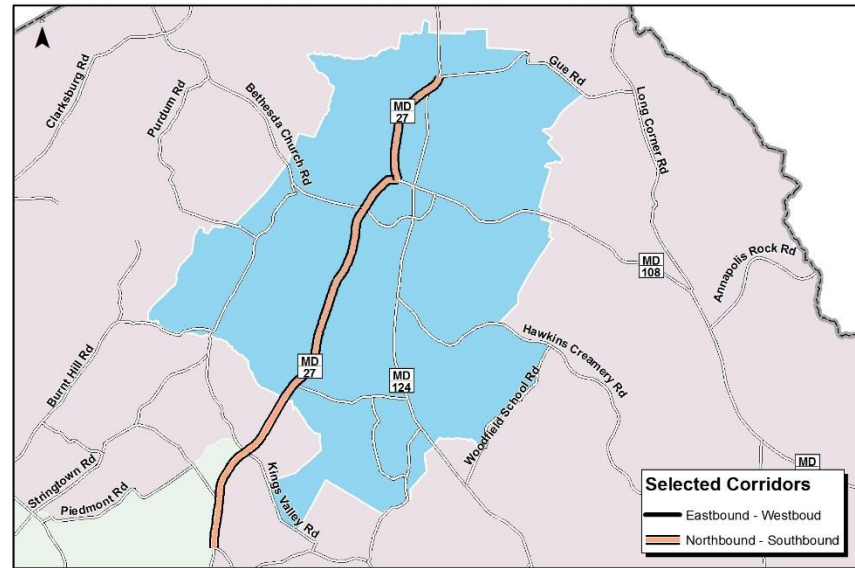 Clarksburg Rd
Purdum Rd
Bethesda Church Rd
MD
27
Gue Rd
Long Corner Rd
MD
108
Annapolis Rock Rd
Burnt Hill Rd
MD
27
MD
124
Hawkins Creamery Rd
Woodfield School Rd
Stringtown Rd
Piedmont Rd
Kings Valley Rd
MD
Selected Corridors
Eastbound - Westboud
Northbound - Southbound